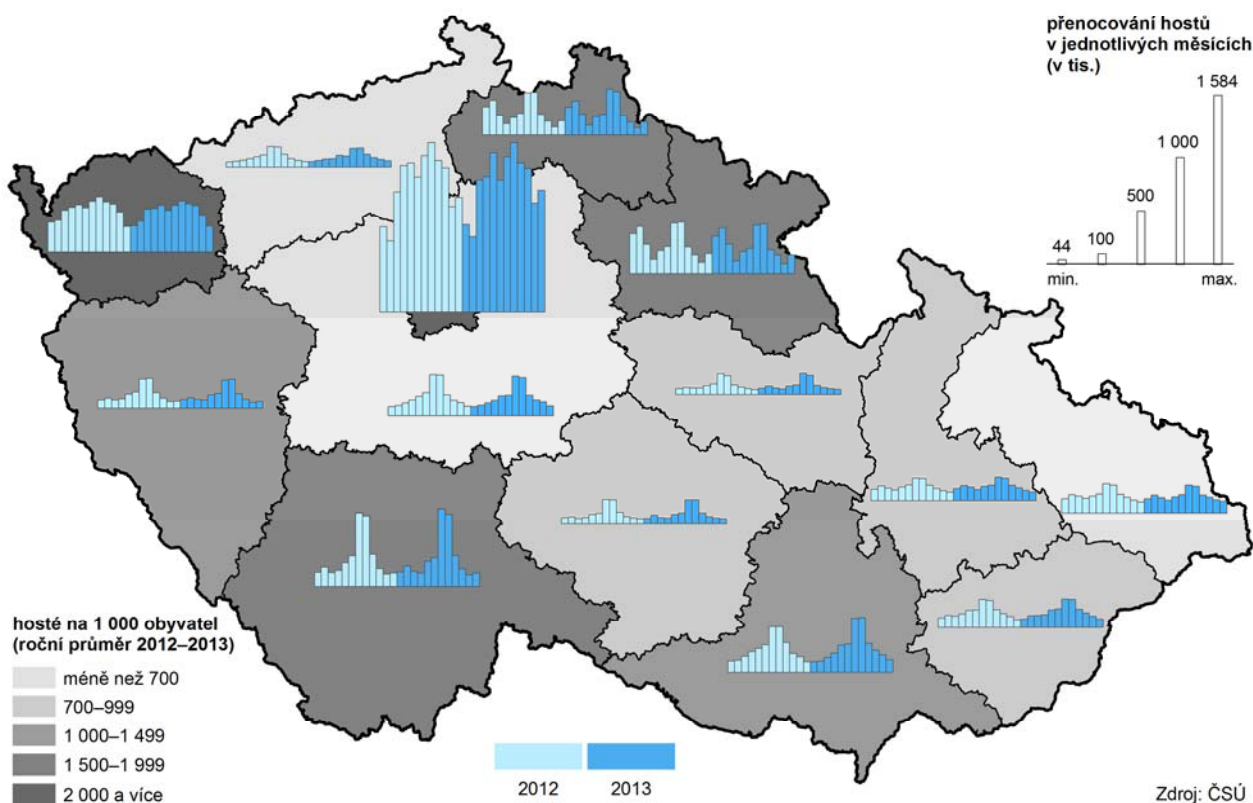 přenocování hostů
v jednotlivých měsících
(v tis.)
1 584
1 000
500
100
44
min.
max.
hosté na 1 000 obyvatel
(roční průměr 2012–2013)
méně než 700
700–999
1 000–1 499
1 500–1 999
2 000 a více
2012
2013
Zdroj: ČSÚ